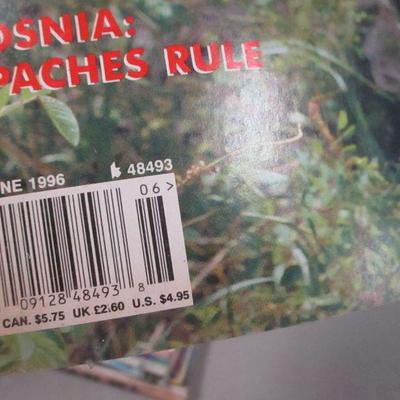 OSNIA:
PACHES RULE
NE 1996 48493
06>
09128 48493 8
CAN. $5.75 UK £2.60 U.S. $4.95